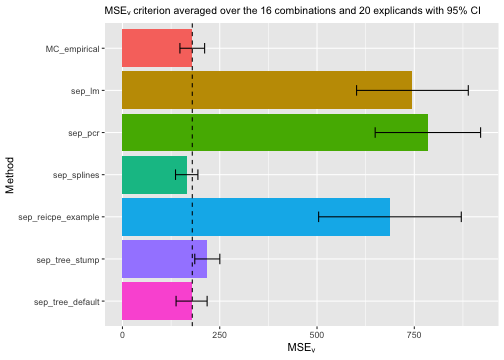 MSEᵥ criterion averaged over the 16 combinations and 20 explicands with 95% CI
Method
MC_empirical
sep_lm
sep_pcr
sep_splines
sep_reicpe_example
sep_tree_stump
sep_tree_default
0 250 500 750
MSEᵥ